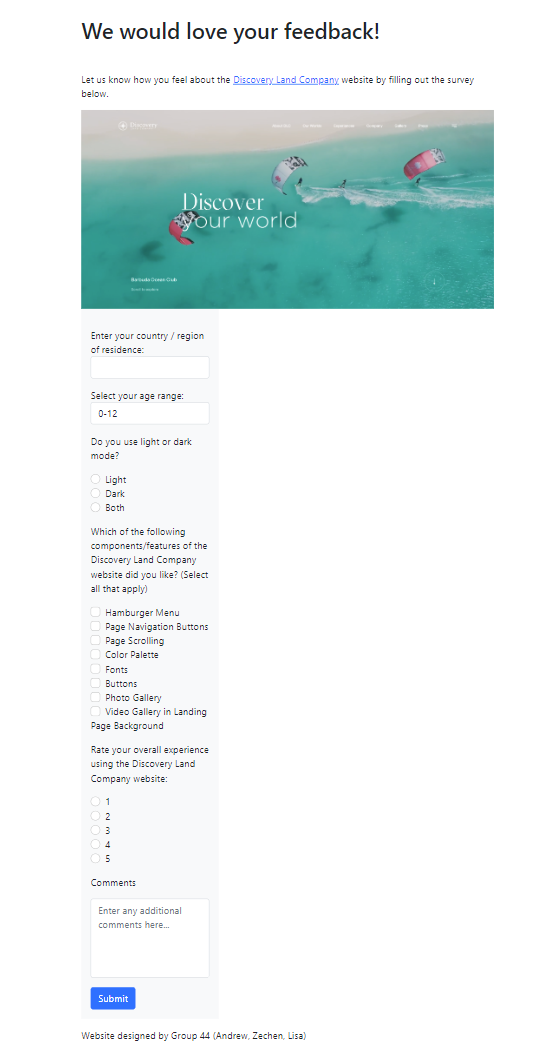 We would love your feedback!
Let us know how you feel about the Discovery Land Company website by filling out the survey
below.
Discovery
Discover
your world
Barbuda Ocean Club
Enter your country / region
of residence:
Select your age range:
0-12
Do you use light or dark
mode?
Light
Dark
Both
Which of the following
components/features of the
Discovery Land Company
website did you like? (Select
all that apply)
Hamburger Menu
Page Navigation Buttons
Page Scrolling
Color Palette
Fonts
Buttons
Photo Gallery
Video Gallery in Landing
Page Background
Rate your overall experience
using the Discovery Land
Company website:
1
2
3
4
5
Comments
Enter any additional
comments here...
Submit
Website designed by Group 44 (Andrew, Zechen, Lisa)